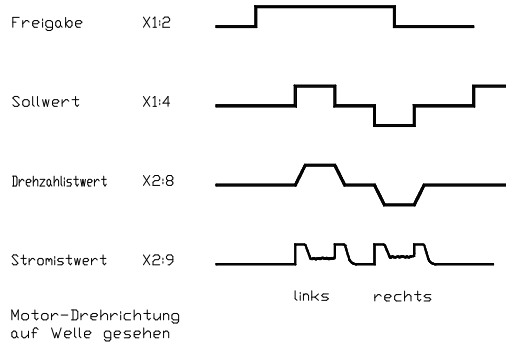 Freigabe X1:2
Sollwert X1:4
Drehzahlistwert X2:8
Stromistwert X2:9
links rechts
Motor-Drehrichtung
auf Welle gesehen